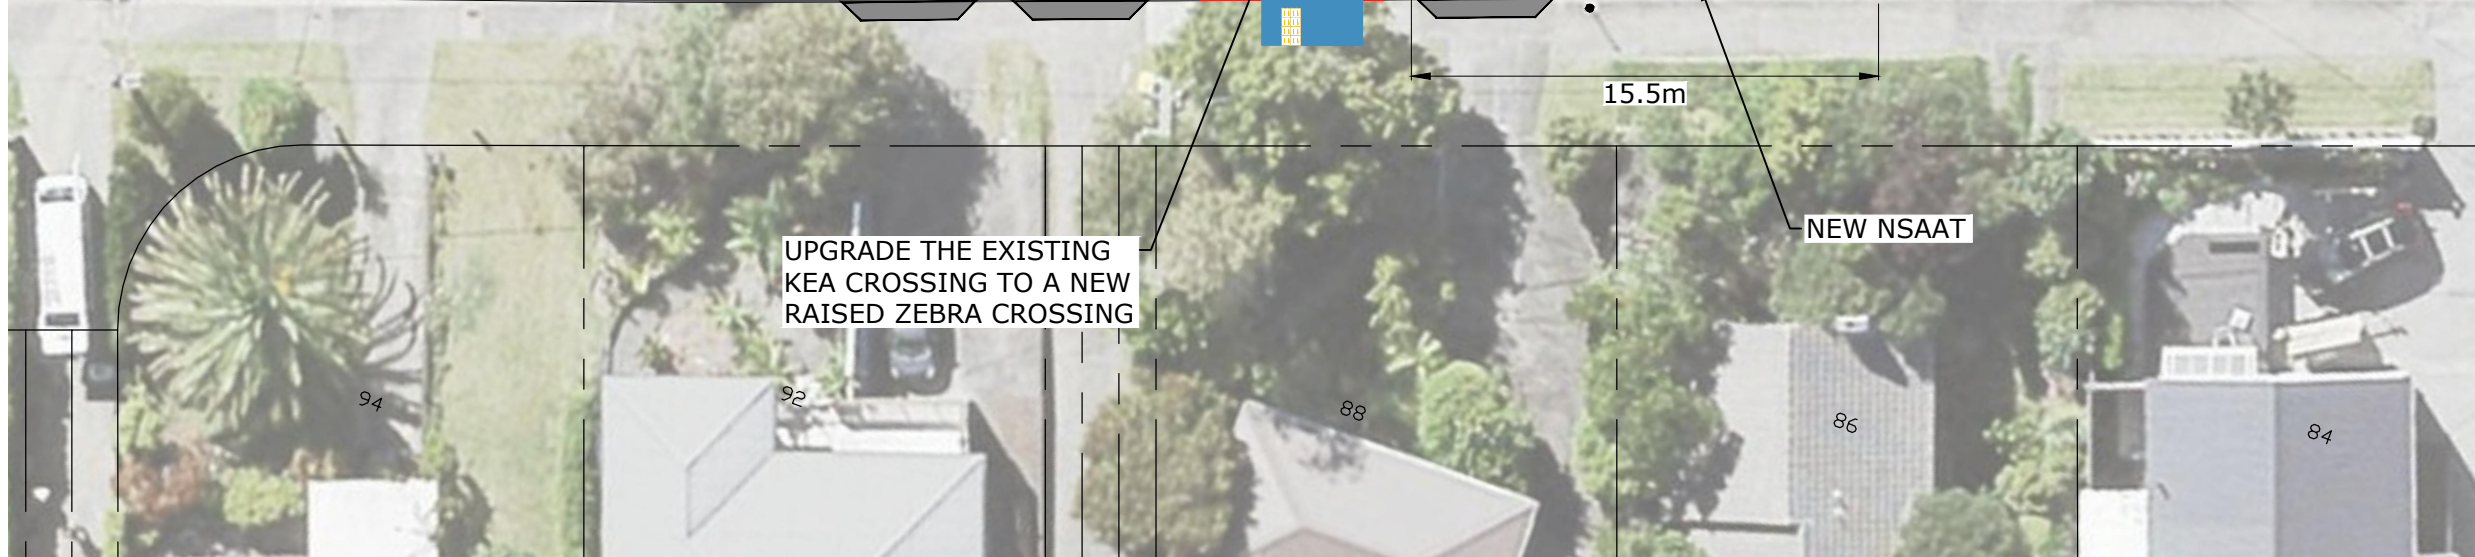 15.5m
NEW NSAAT
UPGRADE THE EXISTING
KEA CROSSING TO A NEW
RAISED ZEBRA CROSSING
94
92
88
86
84